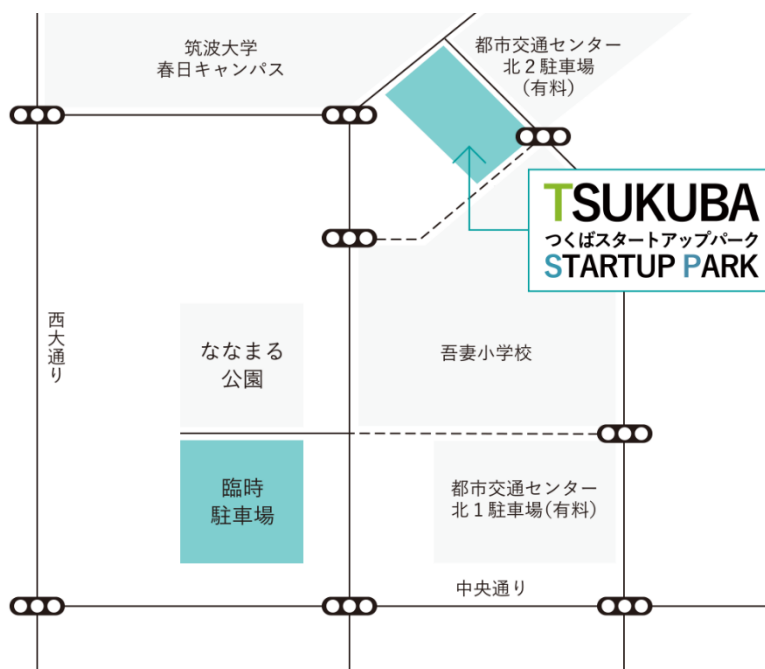 筑波大学
春日キャンパス
都市交通センター
北２駐車場
(有料)
TSUKUBA
つくばスタートアップパーク
STARTUP PARK
西大通り
ななまる
公園
吾妻小学校
臨時
駐車場
都市交通センター
北１駐車場(有料)
中央通り